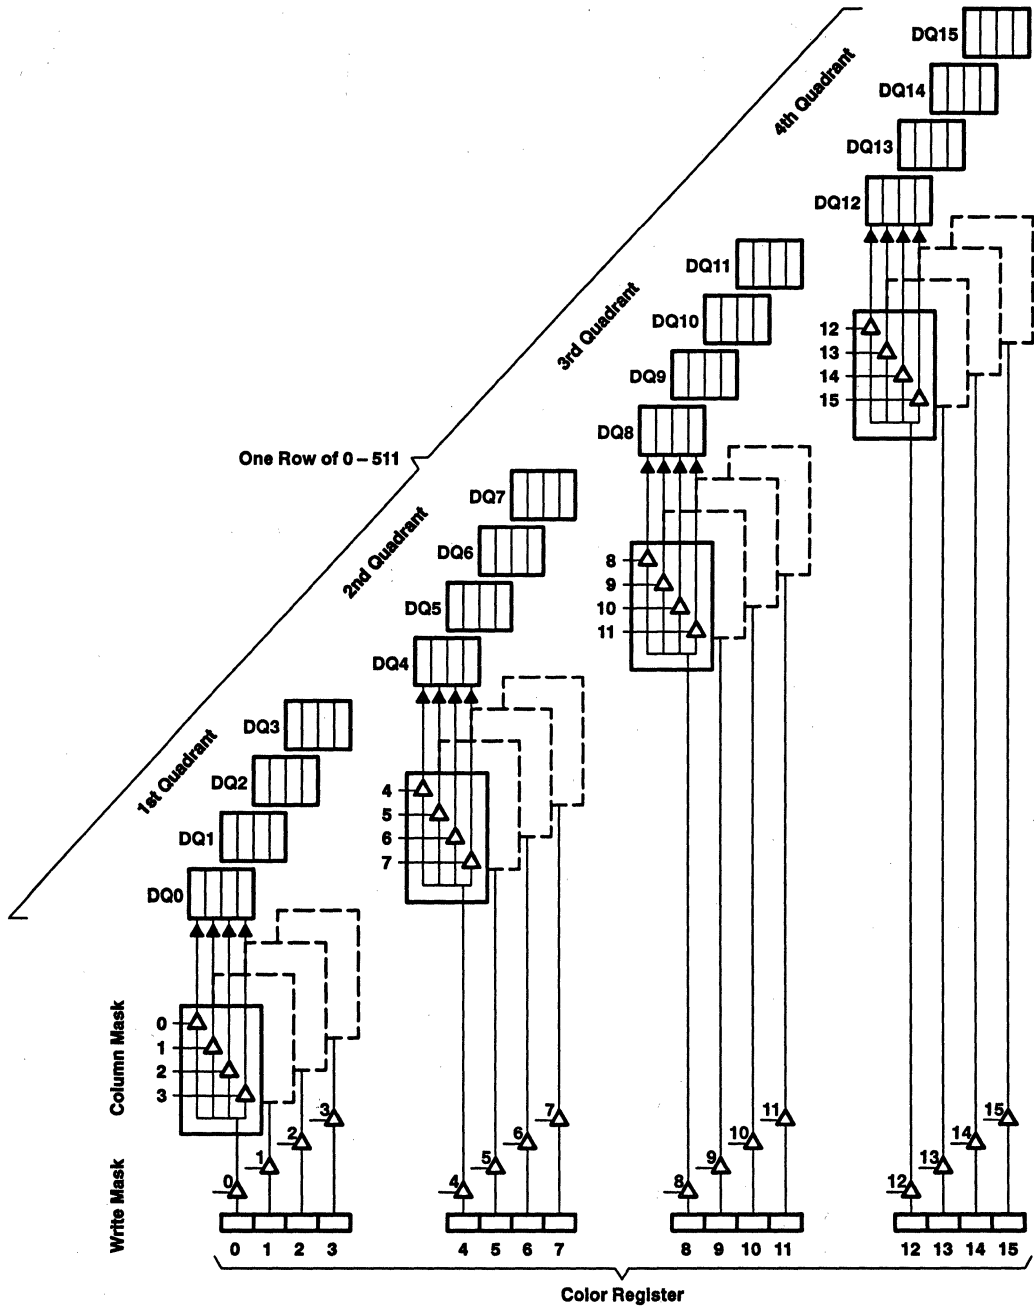 DQ15
DQ14
4th Quadrant
DQ13
DQ12
DQ11
DQ10
3rd Quadrant
DQ9
DQ8
12
13
14
15
One Row of 0 – 511
DQ7
DQ6
2nd Quadrant
DQ5
DQ4
8
9
10
11
DQ3
DQ2
1st Quadrant
DQ1
DQ0
4
5
6
7
Column Mask
0
1
2
3
Write Mask
0 1 2 3
4 5 6 7
8 9 10 11
12 13 14 15
0 1 2 3 4 5 6 7 8 9 10 11 12 13 14 15
Color Register